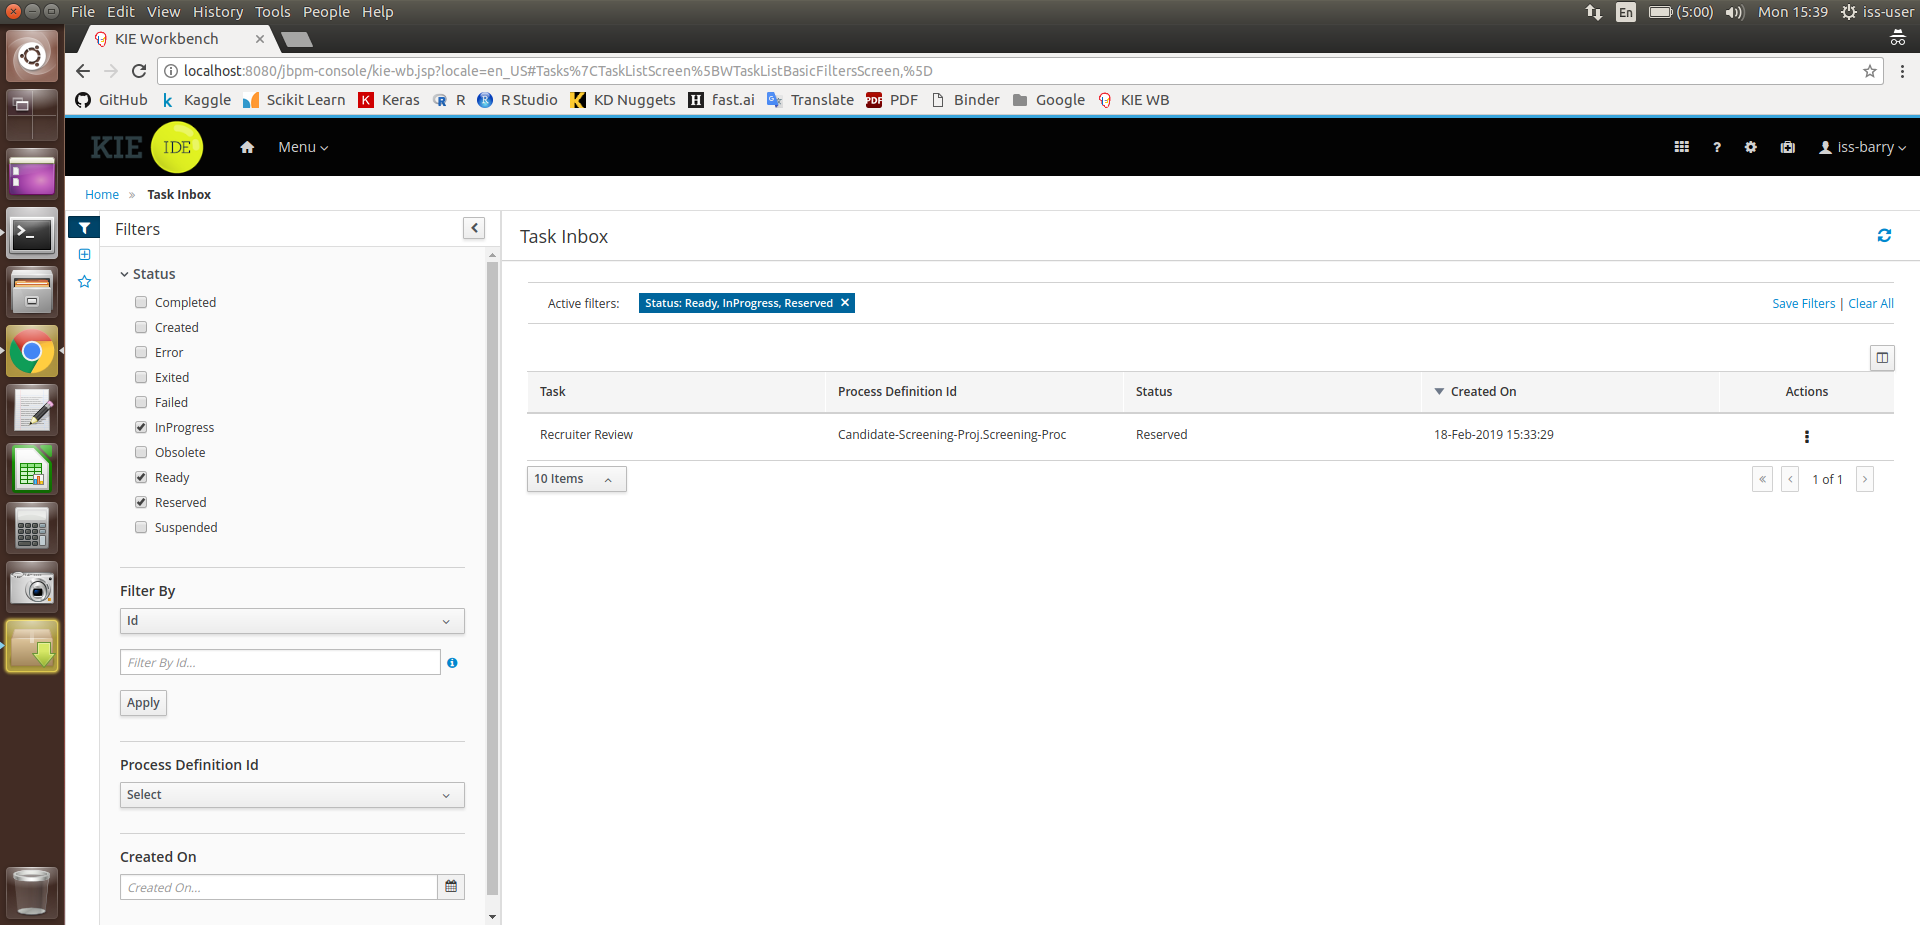 File Edit View History Tools People Help
En (5:00) Mon 15:39 iss-user
KIE Workbench
localhost:8080/jbpm-console/kie-wb.jsp?locale=en_US#Tasks%7CTaskListScreen%5BWTaskListBasicFiltersScreen,%5D
GitHub Kaggle Scikit Learn Keras R RStudio KD Nuggets fast.ai Translate PDF Binder Google KIE WB
KIE IDE Menu iss-barry
Home » Task Inbox
Filters
Status
Completed
Created
Error
Exited
Failed
InProgress
Obsolete
Ready
Reserved
Suspended
Filter By
Id
Filter By Id...
Apply
Process Definition Id
Select
Created On
Created On...
Task Inbox
Active filters: Status: Ready, InProgress, Reserved
Save Filters | Clear All
Task Process Definition Id Status Created On Actions
Recruiter Review Candidate-Screening-Proj.Screening-Proc Reserved 18-Feb-2019 15:33:29
10 Items
« ‹ 1 of 1 ›